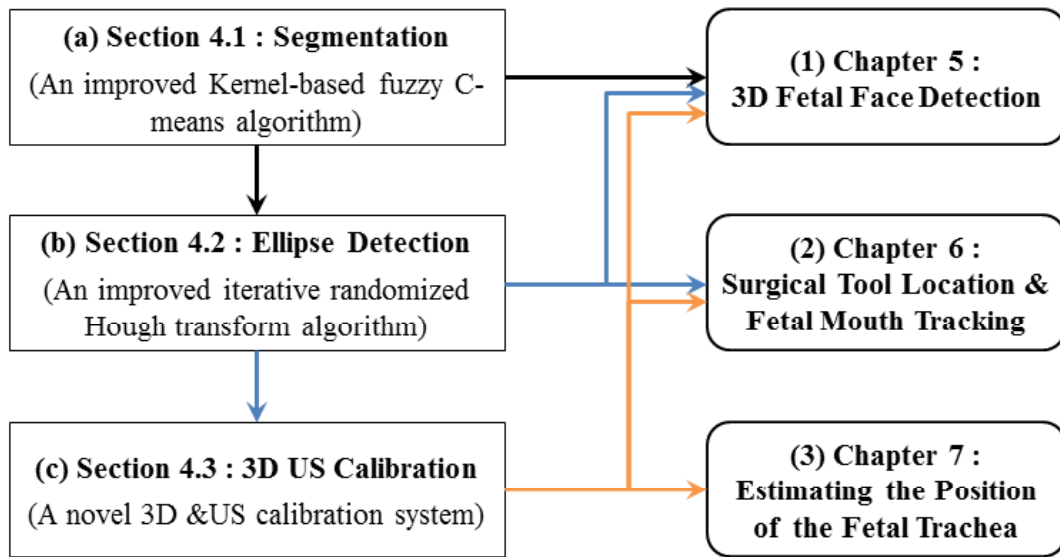 (a) Section 4.1 : Segmentation
(An improved Kernel-based fuzzy C-
means algorithm)
(1) Chapter 5 :
3D Fetal Face Detection
(b) Section 4.2 : Ellipse Detection
(An improved iterative randomized
Hough transform algorithm)
(2) Chapter 6 :
Surgical Tool Location &
Fetal Mouth Tracking
(c) Section 4.3 : 3D US Calibration
(A novel 3D &US calibration system)
(3) Chapter 7 :
Estimating the Position
of the Fetal Trachea